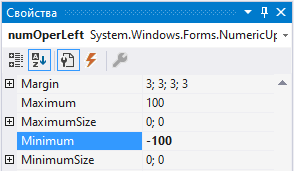 Свойства
numOperLeft System.Windows.Forms.NumericUp
Margin 3; 3; 3; 3
Maximum 100
MaximumSize 0; 0
Minimum -100
MinimumSize 0; 0